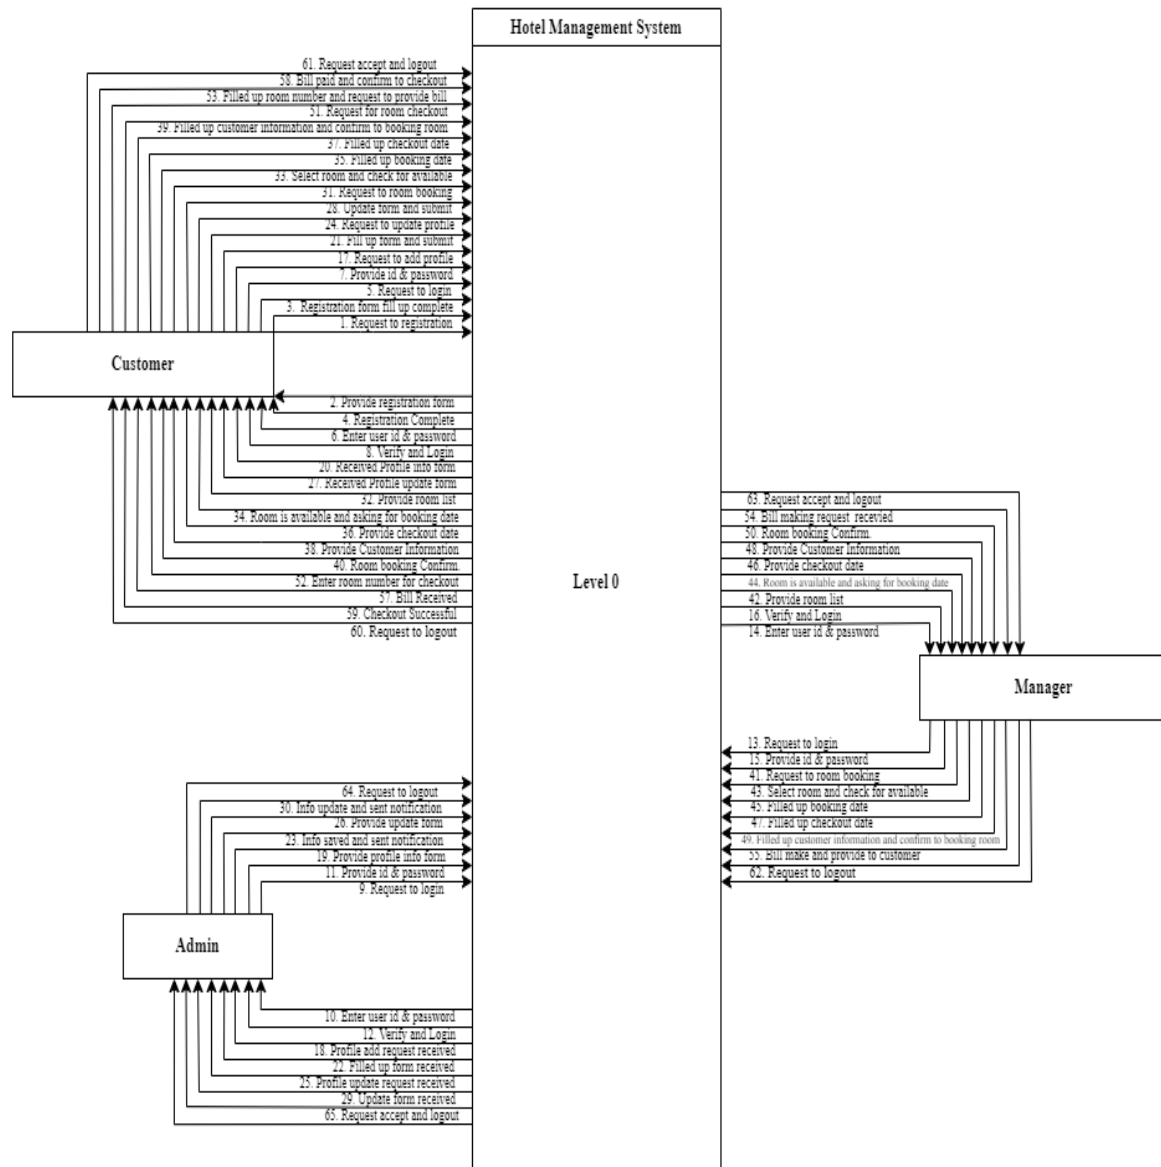 Hotel Management System
61. Request accept and logout
58. Bill paid and confirm to checkout
53. Filled up room number and request to provide bill
51. Request for room checkout
39. Filled up customer information and confirm to booking room
37. Filled up checkout date
35. Filled up booking date
33. Select room and check for available
31. Request to room booking
28. Update form and submit
24. Request to update profile
21. Fill up form and submit
17. Request to add profile
7. Provide id & password
5. Request to login
3. Registration form fill up complete
1. Request to registration
Customer
2. Provide registration form
4. Registration Complete
6. Enter user id & password
8. Verify and Login
20. Received Profile info form
27. Received Profile update form
32. Provide room list
34. Room is available and asking for booking date
36. Provide checkout date
38. Provide Customer Information
40. Room booking Confirm.
52. Enter room number for checkout
57. Bill Received
59. Checkout Successful
60. Request to logout
Level 0
63. Request accept and logout
54. Bill making request recevied
50. Room booking Confirm.
48. Provide Customer Information
46. Provide checkout date
44. Room is available and asking for booking date
42. Provide room list
16. Verify and Login
14. Enter user id & password
Manager
13. Request to login
15. Provide id & password
41. Request to room booking
43. Select room and check for available
45. Filled up booking date
47. Filled up checkout date
49. Filled up customer information and confirm to booking room
55. Bill make and provide to customer
62. Request to logout
64. Request to logout
30. Info update and sent notification
26. Provide update form
23. Info saved and sent notification
19. Provide profile info form
11. Provide id & password
9. Request to login
Admin
10. Enter user id & password
12. Verify and Login
18. Profile add request received
22. Filled up form received
25. Profile update request received
29. Update form received
65. Request accept and logout